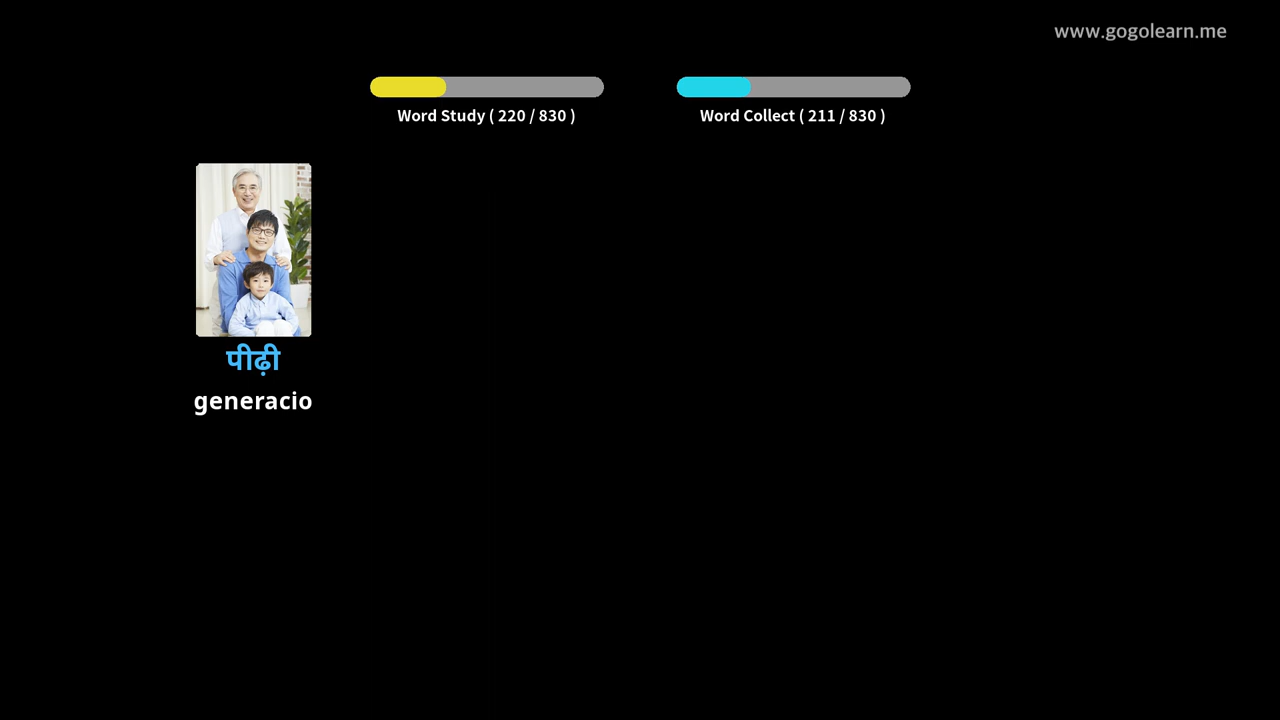 www.gogolearn.me
Word Study ( 220 / 830 )
Word Collect ( 211 / 830 )
पीढ़ी
generacio